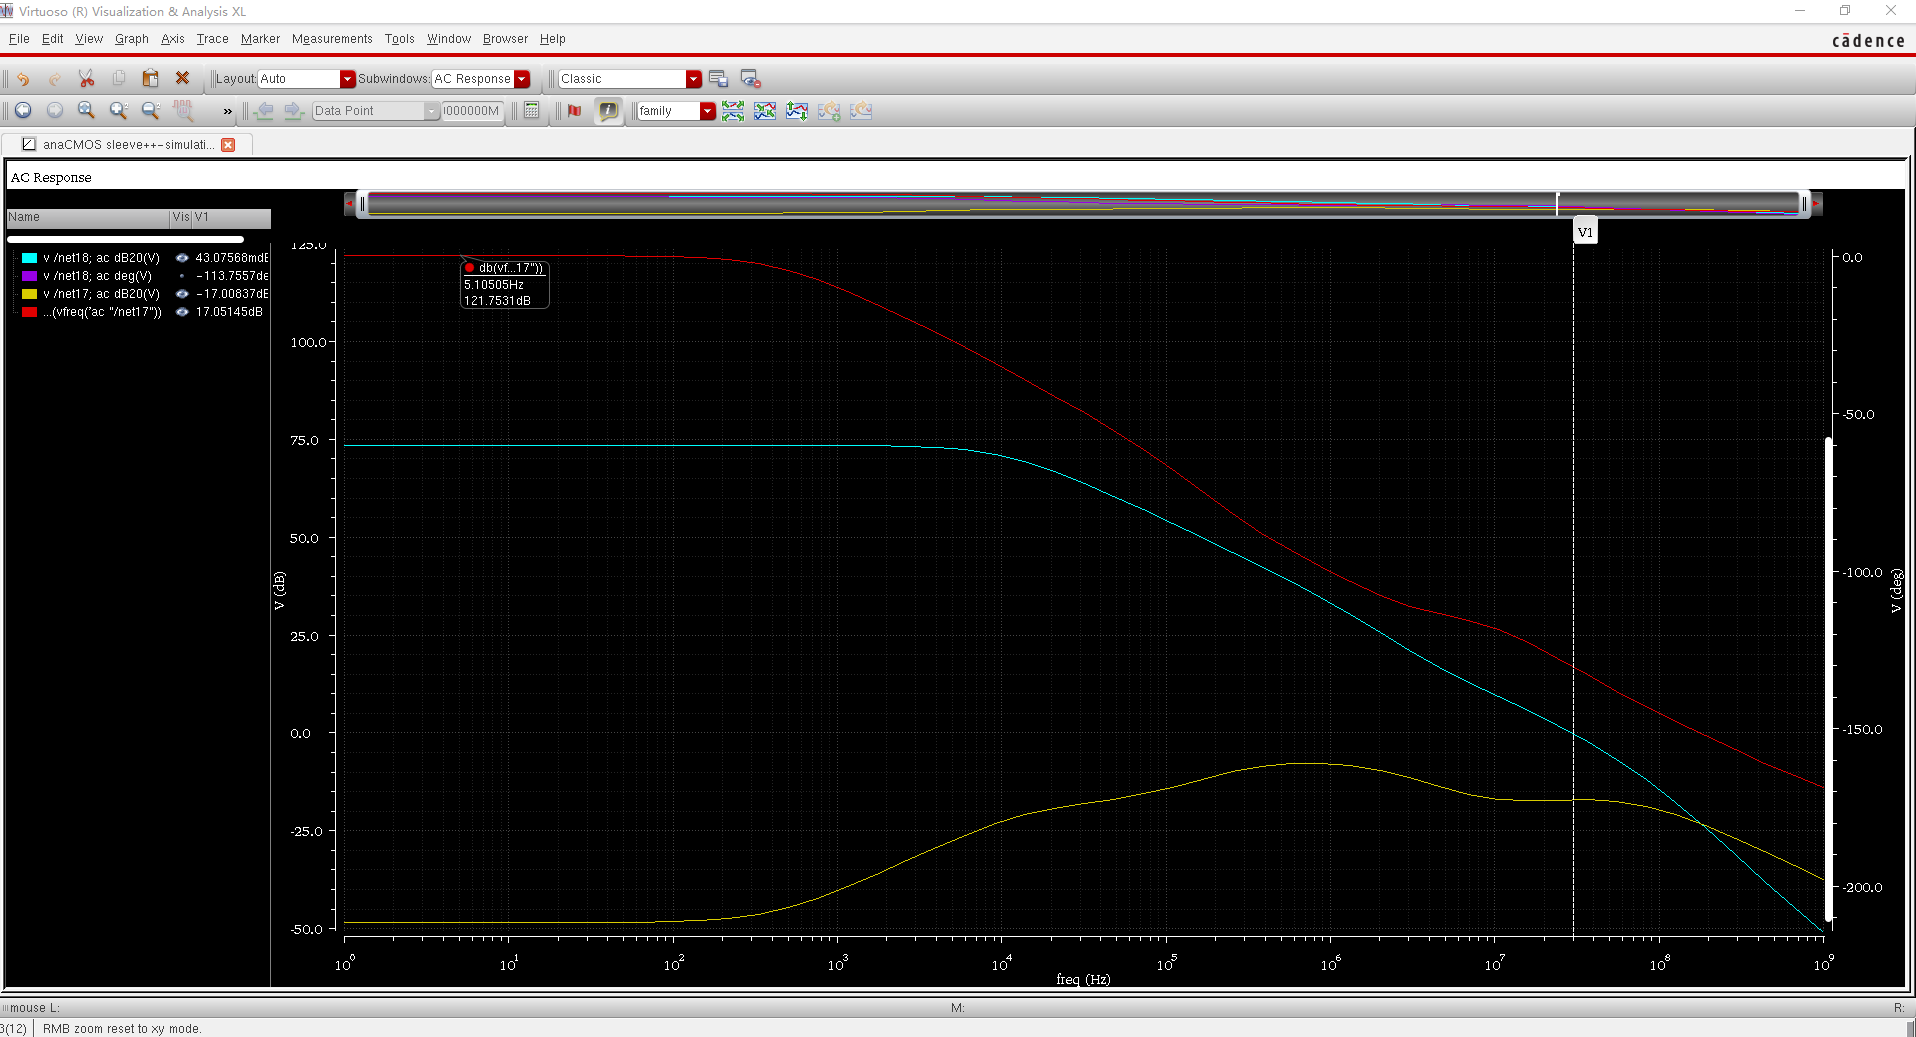 Virtuoso (R) Visualization & Analysis XL
File Edit View Graph Axis Trace Marker Measurements Tools Window Browser Help
cādence
Layout: Auto Subwindows: AC Response Classic
» Data Point 1000000M family
anaCMOS sleeve++-simulati...
AC Response
Name Vis V1
v /net18; ac dB20(V) 43.07568mdE
v /net18; ac deg(V) -113.7557de
v /net17; ac dB20(V) -17.00837dE
...(vfreq('ac "/net17")) 17.05145dB
V1
db(vf...17"))
5.10505Hz
121.7531dB
V (dB)
125.0
100.0
75.0
50.0
25.0
0.0
-25.0
-50.0
0.0
-50.0
-100.0
-150.0
-200.0
V (deg)
10^0 10^1 10^2 10^3 10^4 10^5 10^6 10^7 10^8 10^9
freq (Hz)
mouse L: M: R:
3(12) RMB zoom reset to xy mode.